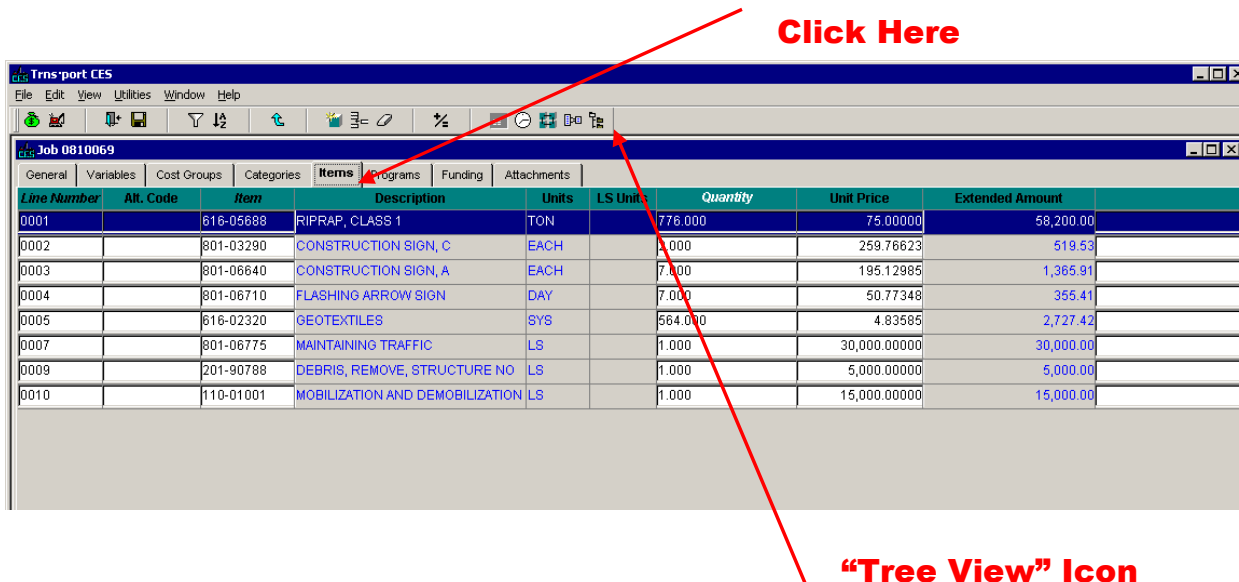 Click Here
Trns•port CES
File Edit View Utilities Window Help
Job 0810069
General Variables Cost Groups Categories Items Programs Funding Attachments
Line Number Alt. Code Item Description Units LS Units Quantity Unit Price Extended Amount
0001 616-05688 RIPRAP, CLASS 1 TON 776.000 75.00000 58,200.00
0002 801-03290 CONSTRUCTION SIGN, C EACH 2.000 259.76623 519.53
0003 801-06640 CONSTRUCTION SIGN, A EACH 7.000 195.12985 1,365.91
0004 801-06710 FLASHING ARROW SIGN DAY 7.000 50.77348 355.41
0005 616-02320 GEOTEXTILES SYS 564.000 4.83585 2,727.42
0007 801-06775 MAINTAINING TRAFFIC LS 1.000 30,000.00000 30,000.00
0009 201-90788 DEBRIS, REMOVE, STRUCTURE NO LS 1.000 5,000.00000 5,000.00
0010 110-01001 MOBILIZATION AND DEMOBILIZATION LS 1.000 15,000.00000 15,000.00
“Tree View” Icon